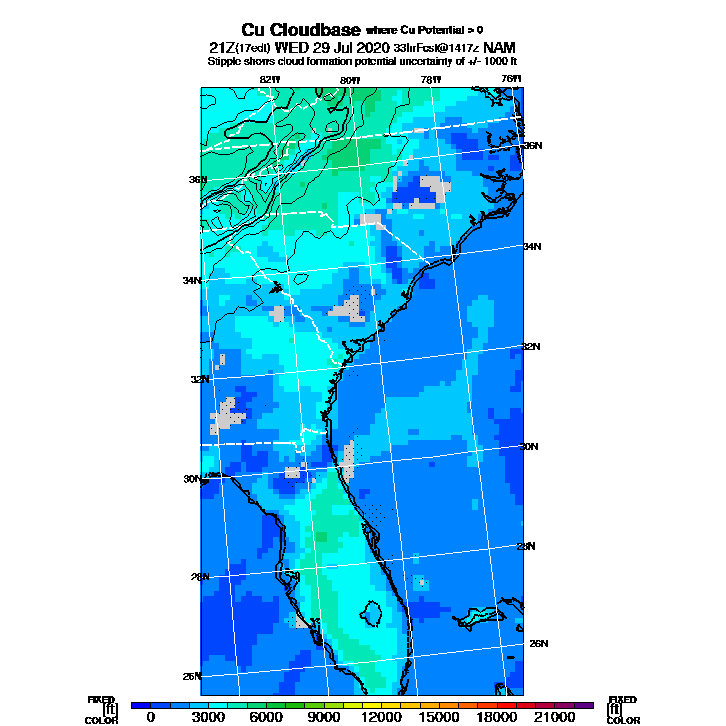 Cu Cloudbase where Cu Potential > 0
21Z(17edt) WED 29 Jul 2020 33hrFcst@1417z NAM
Stipple shows cloud formation potential uncertainty of +/- 1000 ft
82W 80W 78W 76W
36N
36N
34N
34N
32N
32N
30N
30N
28N
28N
26N
26N
FIXED FIXED
[ft] [ft]
COLOR COLOR
0 3000 6000 9000 12000 15000 18000 21000